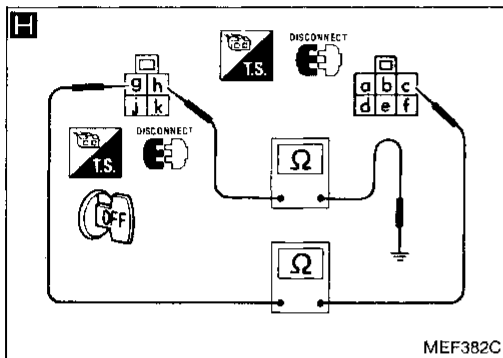 H
DISCONNECT
T.S.
g h
j k
a b c
d e f
DISCONNECT
T.S.
Ω
OFF
Ω
MEF382C